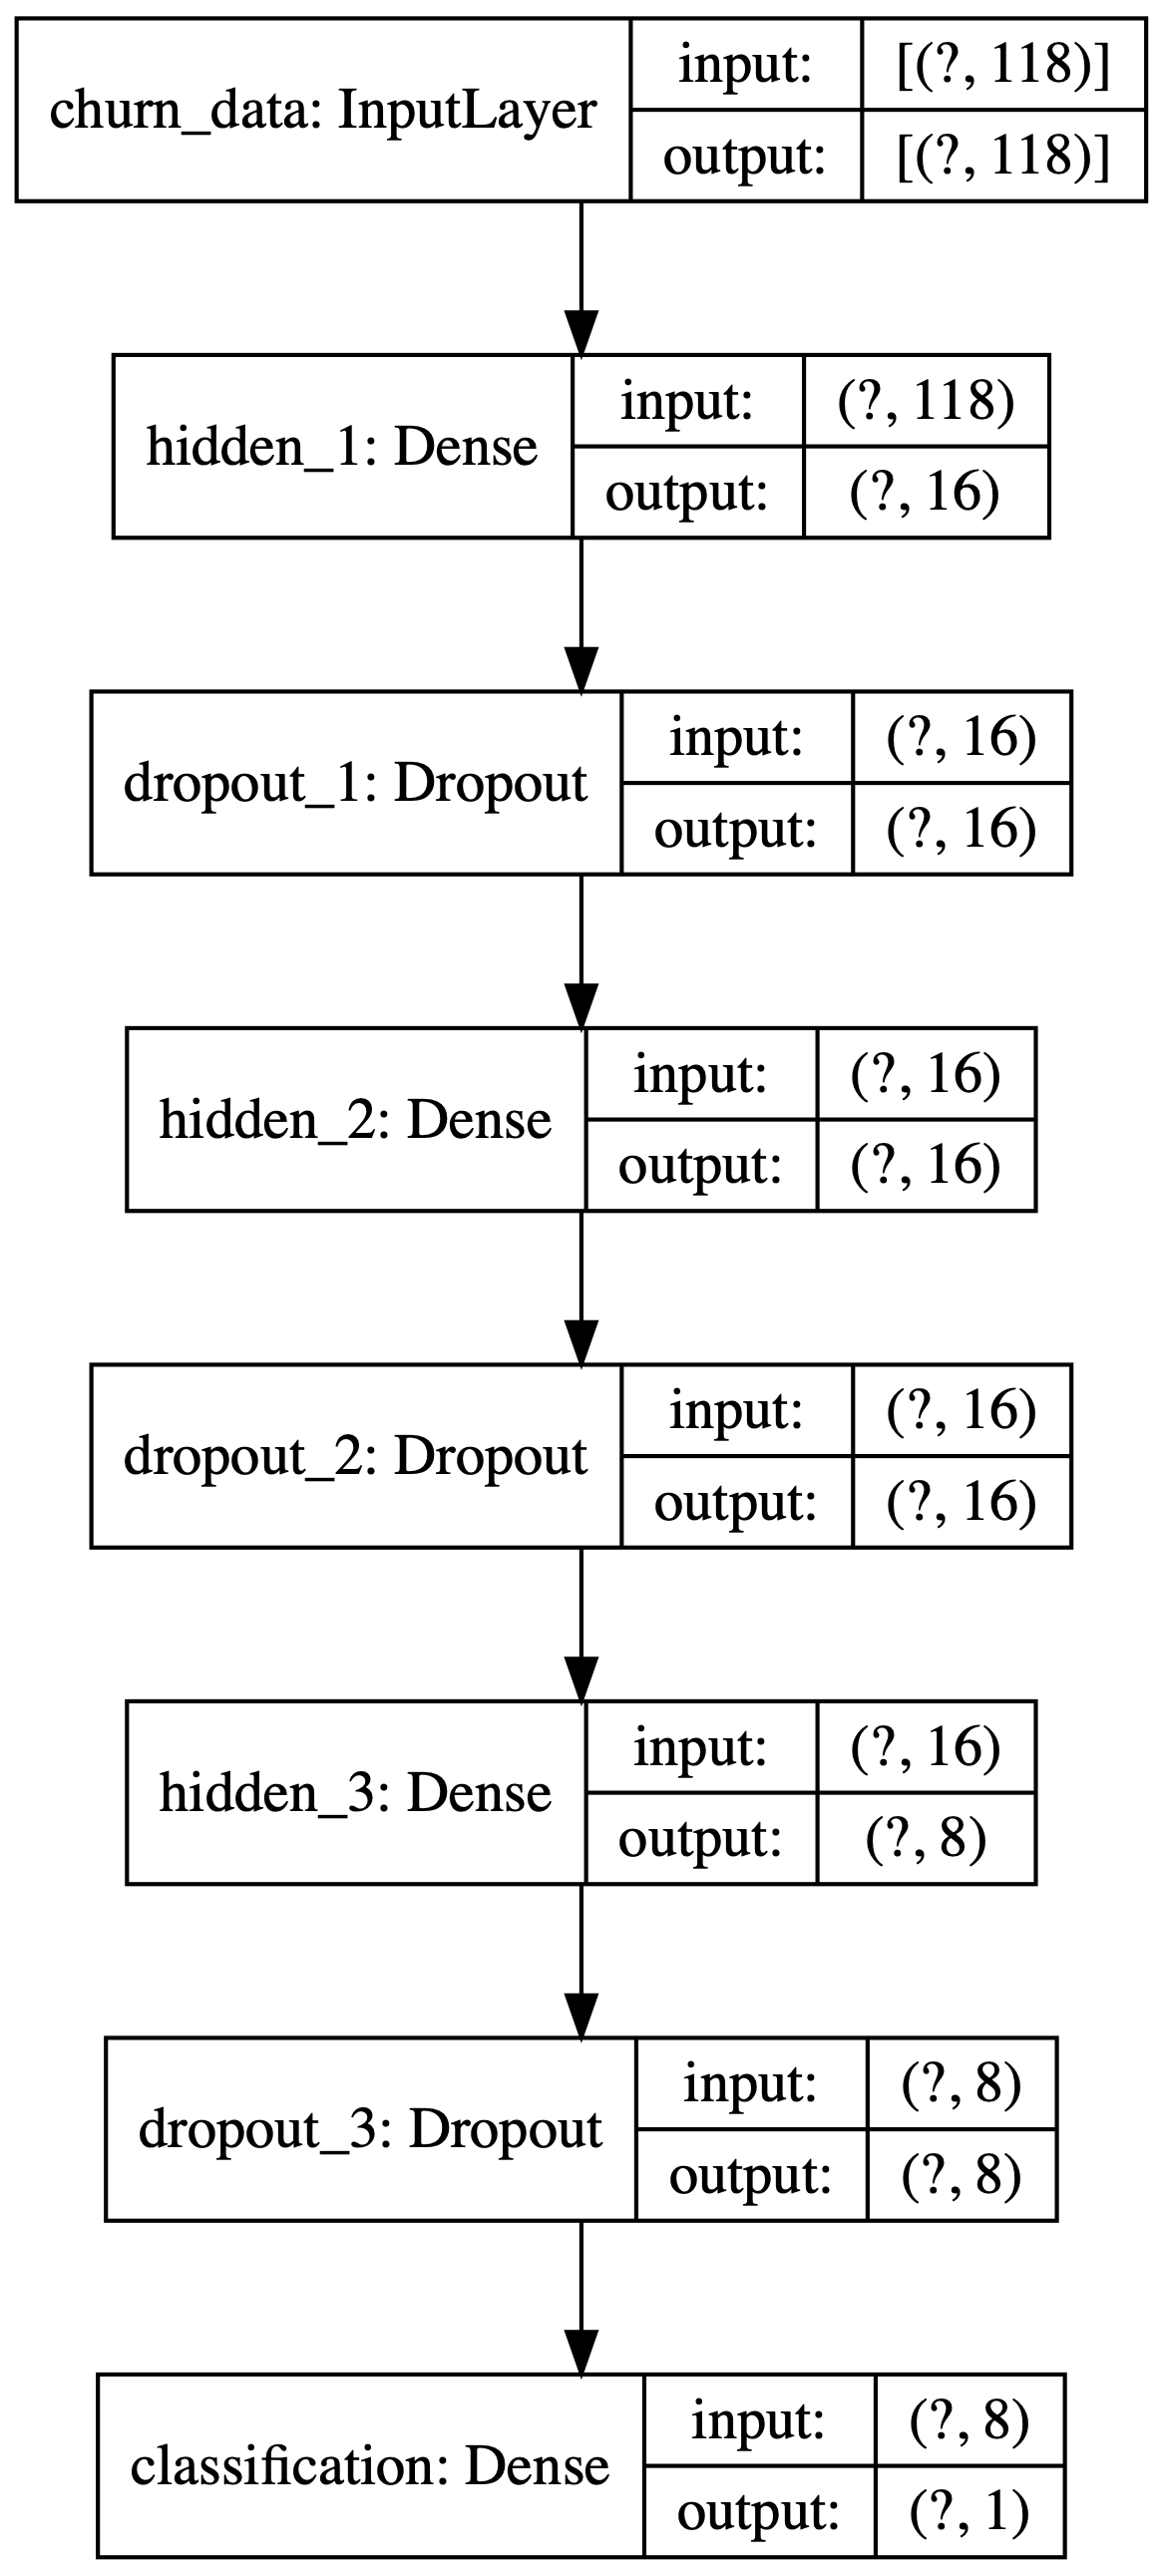 churn_data: InputLayer
input: [(?, 118)]
output: [(?, 118)]
hidden_1: Dense
input: (?, 118)
output: (?, 16)
dropout_1: Dropout
input: (?, 16)
output: (?, 16)
hidden_2: Dense
input: (?, 16)
output: (?, 16)
dropout_2: Dropout
input: (?, 16)
output: (?, 16)
hidden_3: Dense
input: (?, 16)
output: (?, 8)
dropout_3: Dropout
input: (?, 8)
output: (?, 8)
classification: Dense
input: (?, 8)
output: (?, 1)